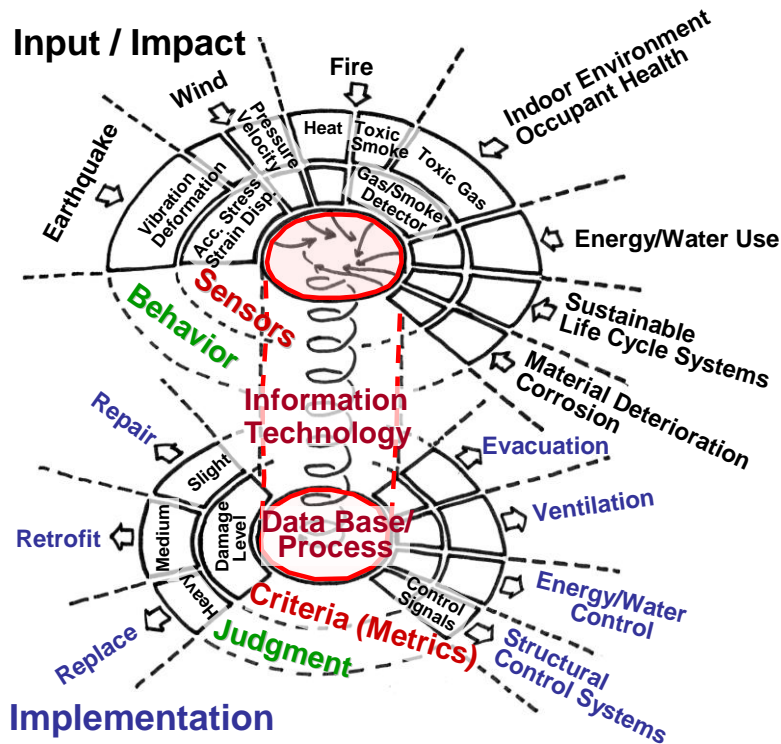 Input / Impact
Earthquake
Wind
Fire
Indoor Environment
Occupant Health
Energy/Water Use
Sustainable
Life Cycle Systems
Material Deterioration
Corrosion
Vibration
Deformation
Pressure
Velocity
Heat
Toxic
Smoke
Toxic Gas
Acc. Stress
Strain Disp.
Gas/Smoke
Detector
Sensors
Behavior
Information
Technology
Data Base/
Process
Repair
Retrofit
Replace
Slight
Medium
Heavy
Damage
Level
Evacuation
Ventilation
Energy/Water
Control
Structural
Control Systems
Control
Signals
Criteria (Metrics)
Judgment
Implementation